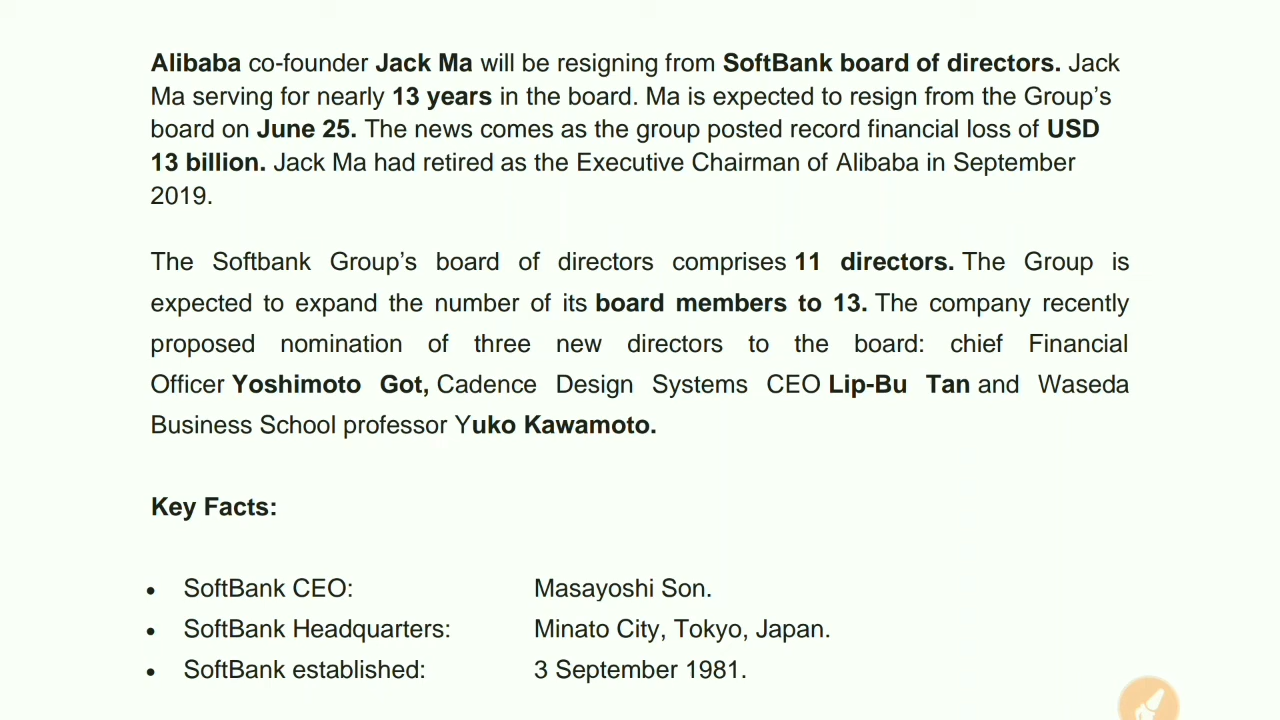 Alibaba co-founder Jack Ma will be resigning from SoftBank board of directors. Jack
Ma serving for nearly 13 years in the board. Ma is expected to resign from the Group's
board on June 25. The news comes as the group posted record financial loss of USD
13 billion. Jack Ma had retired as the Executive Chairman of Alibaba in September
2019.
The Softbank Group's board of directors comprises 11 directors. The Group is
expected to expand the number of its board members to 13. The company recently
proposed nomination of three new directors to the board: chief Financial
Officer Yoshimoto Got, Cadence Design Systems CEO Lip-Bu Tan and Waseda
Business School professor Yuko Kawamoto.
Key Facts:
• SoftBank CEO: Masayoshi Son.
• SoftBank Headquarters: Minato City, Tokyo, Japan.
• SoftBank established: 3 September 1981.